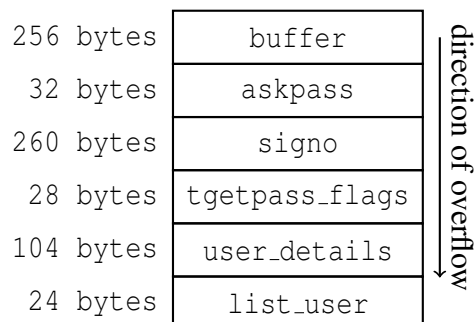 256 bytes buffer
32 bytes askpass
260 bytes signo
28 bytes tgetpass_flags
104 bytes user_details
24 bytes list_user
direction of overflow